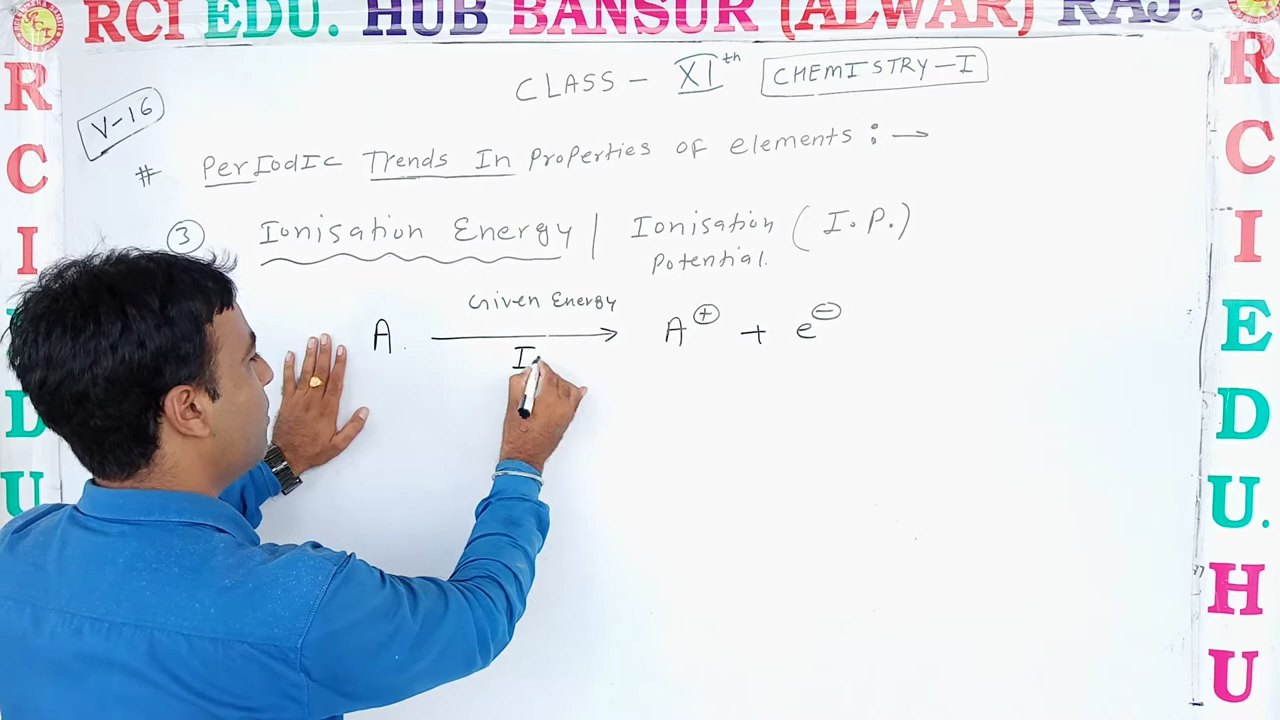 RCI EDU. HUB BANSUR (ALWAR) RAJ.
CLASS - XIth CHEMISTRY-I
V-16
# PerIodIc Trends In Properties of elements : →
3 Ionisation Energy | Ionisation (I.P.)
Potential.
Given Energy
A. → A⊕ + e⊖
I
R
C
I
D
U
R
C
I
E
D
U.
H
U